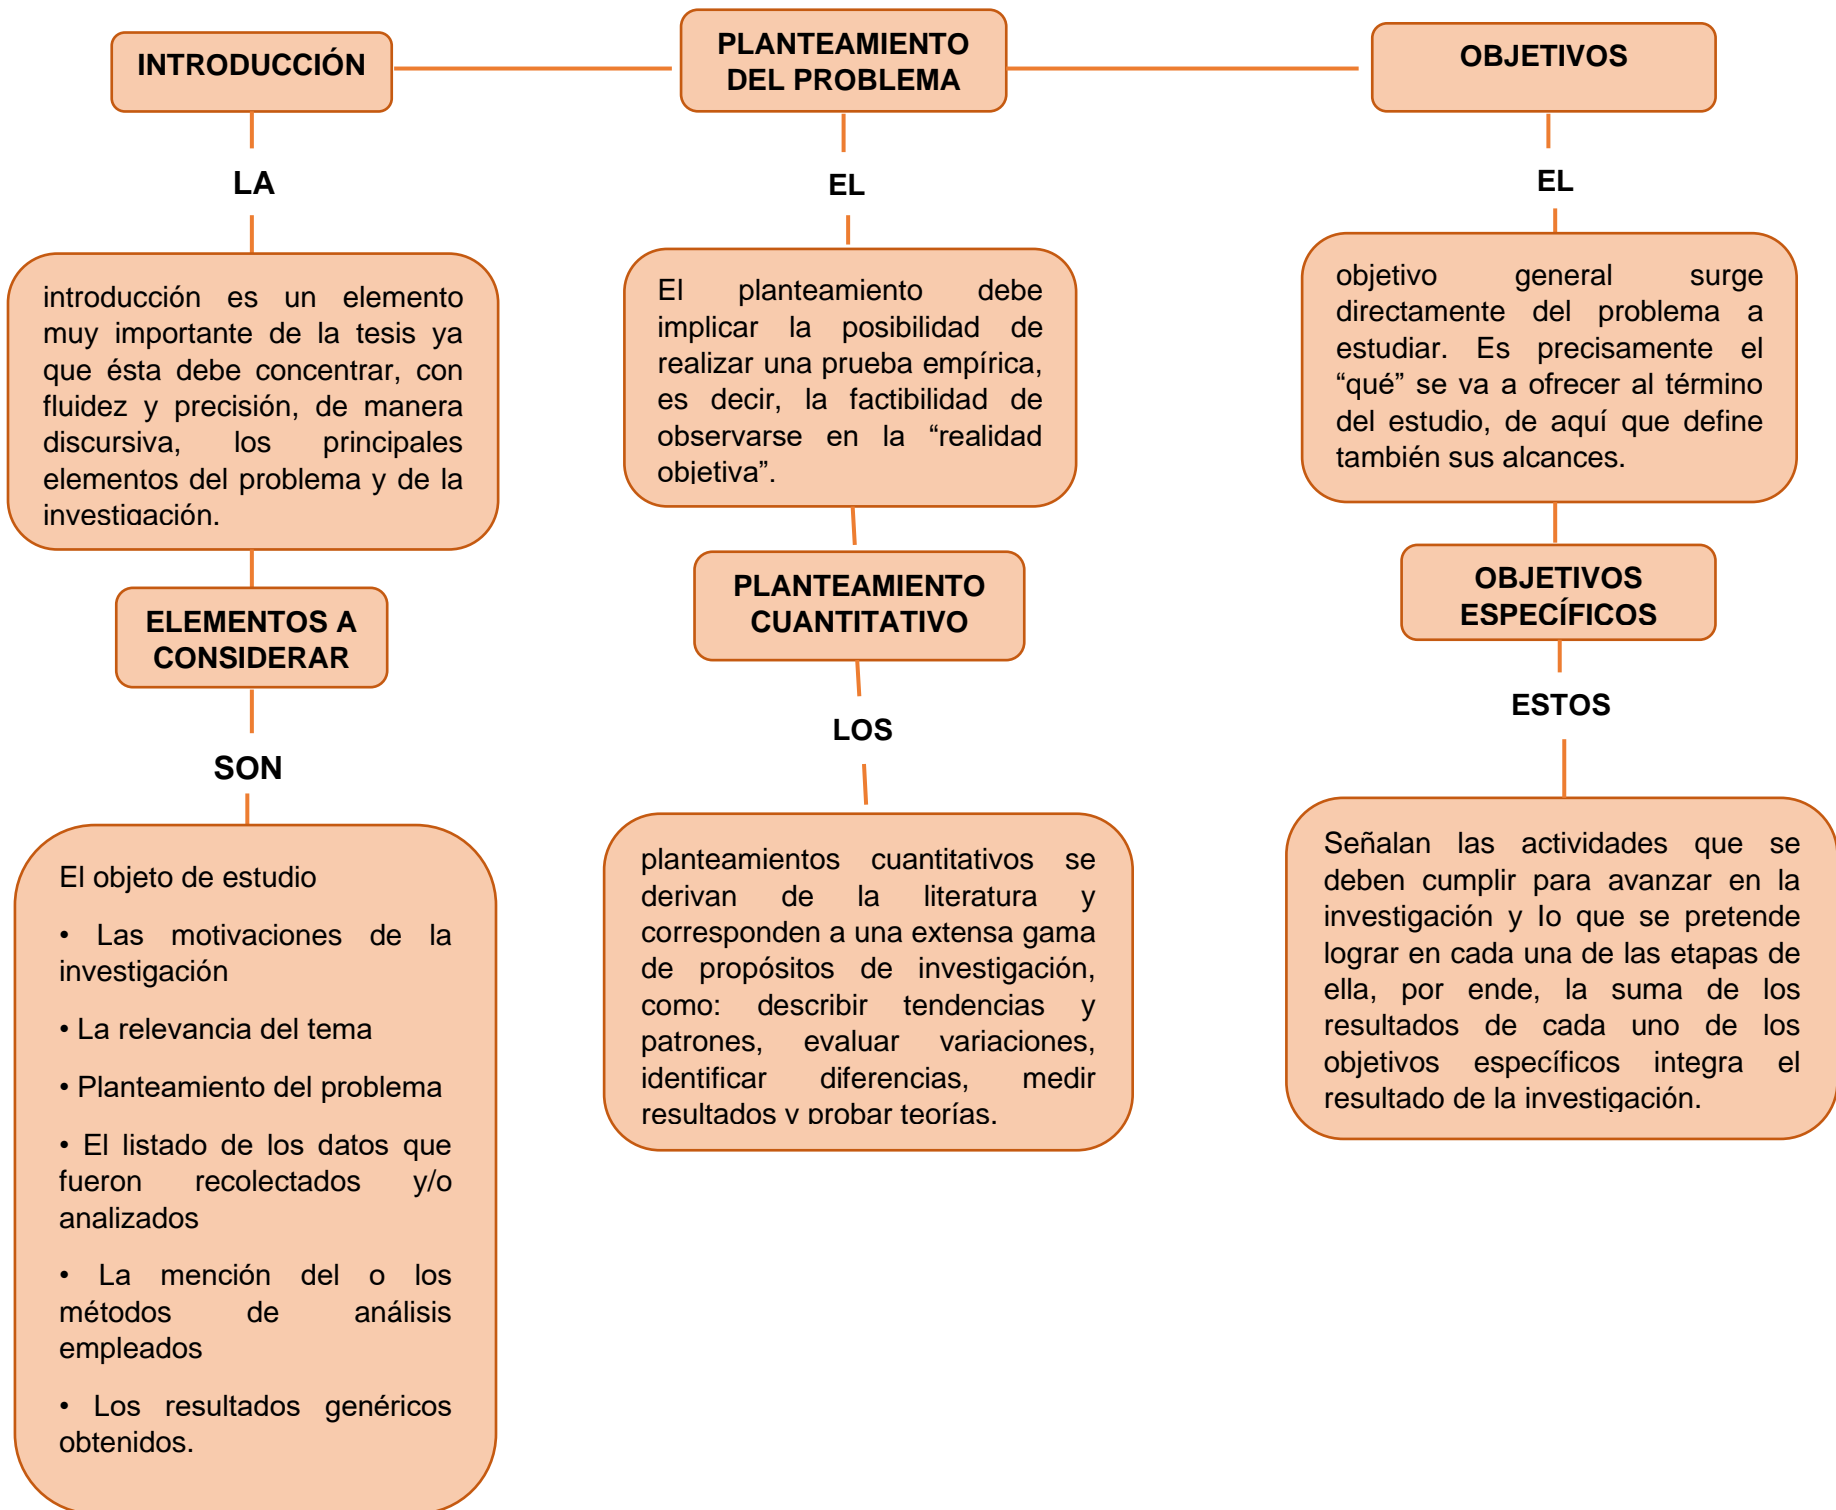 INTRODUCCIÓN
LA
introducción es un elemento
muy importante de la tesis ya
que ésta debe concentrar, con
fluidez y precisión, de manera
discursiva, los principales
elementos del problema y de la
investigación.
ELEMENTOS A
CONSIDERAR
SON
El objeto de estudio
• Las motivaciones de la
investigación
• La relevancia del tema
• Planteamiento del problema
• El listado de los datos que
fueron recolectados y/o
analizados
• La mención del o los
métodos de análisis
empleados
• Los resultados genéricos
obtenidos.
PLANTEAMIENTO
DEL PROBLEMA
EL
El planteamiento debe
implicar la posibilidad de
realizar una prueba empírica,
es decir, la factibilidad de
observarse en la “realidad
objetiva”.
PLANTEAMIENTO
CUANTITATIVO
LOS
planteamientos cuantitativos se
derivan de la literatura y
corresponden a una extensa gama
de propósitos de investigación,
como: describir tendencias y
patrones, evaluar variaciones,
identificar diferencias, medir
resultados y probar teorías.
OBJETIVOS
EL
objetivo general surge
directamente del problema a
estudiar. Es precisamente el
“qué” se va a ofrecer al término
del estudio, de aquí que define
también sus alcances.
OBJETIVOS
ESPECÍFICOS
ESTOS
Señalan las actividades que se
deben cumplir para avanzar en la
investigación y lo que se pretende
lograr en cada una de las etapas de
ella, por ende, la suma de los
resultados de cada uno de los
objetivos específicos integra el
resultado de la investigación.